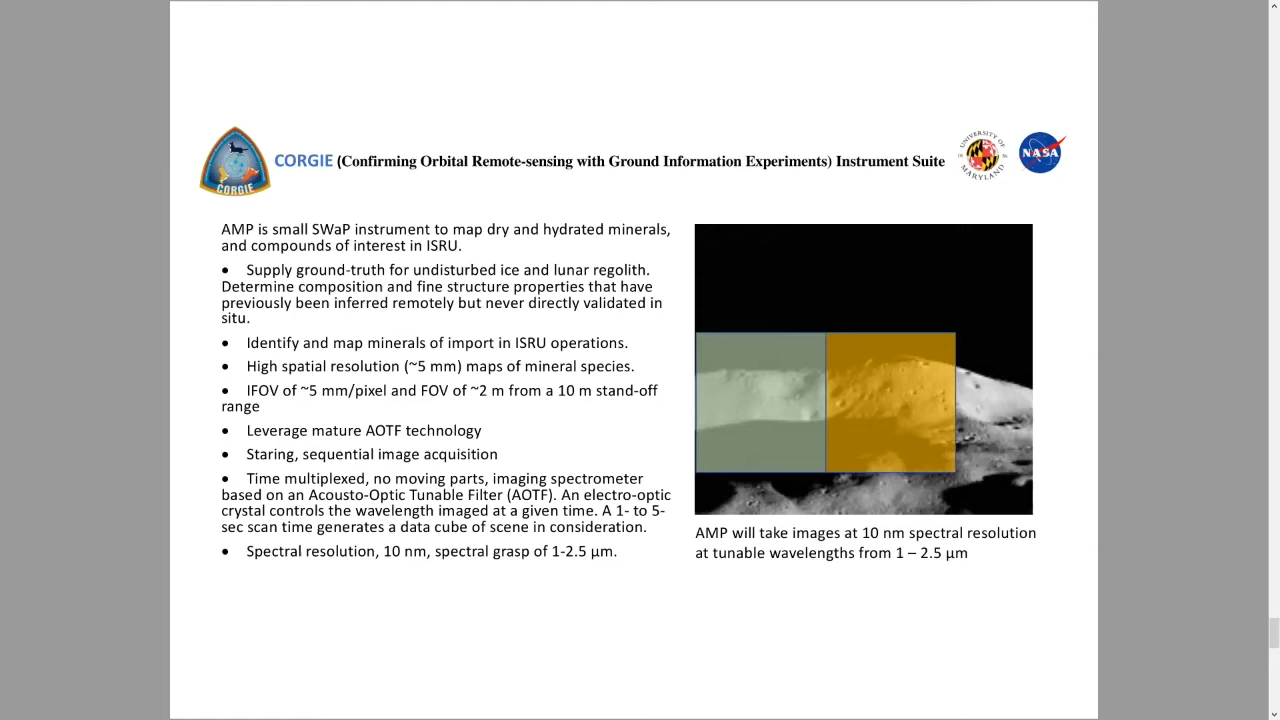 CORGIE (Confirming Orbital Remote-sensing with Ground Information Experiments) Instrument Suite
CORGIE
UNIVERSITY OF
18 56
MARYLAND
NASA
AMP is small SWaP instrument to map dry and hydrated minerals,
and compounds of interest in ISRU.
• Supply ground-truth for undisturbed ice and lunar regolith.
Determine composition and fine structure properties that have
previously been inferred remotely but never directly validated in
situ.
• Identify and map minerals of import in ISRU operations.
• High spatial resolution (~5 mm) maps of mineral species.
• IFOV of ~5 mm/pixel and FOV of ~2 m from a 10 m stand-off
range
• Leverage mature AOTF technology
• Staring, sequential image acquisition
• Time multiplexed, no moving parts, imaging spectrometer
based on an Acousto-Optic Tunable Filter (AOTF). An electro-optic
crystal controls the wavelength imaged at a given time. A 1- to 5-
sec scan time generates a data cube of scene in consideration.
• Spectral resolution, 10 nm, spectral grasp of 1-2.5 µm.
AMP will take images at 10 nm spectral resolution
at tunable wavelengths from 1 – 2.5 µm